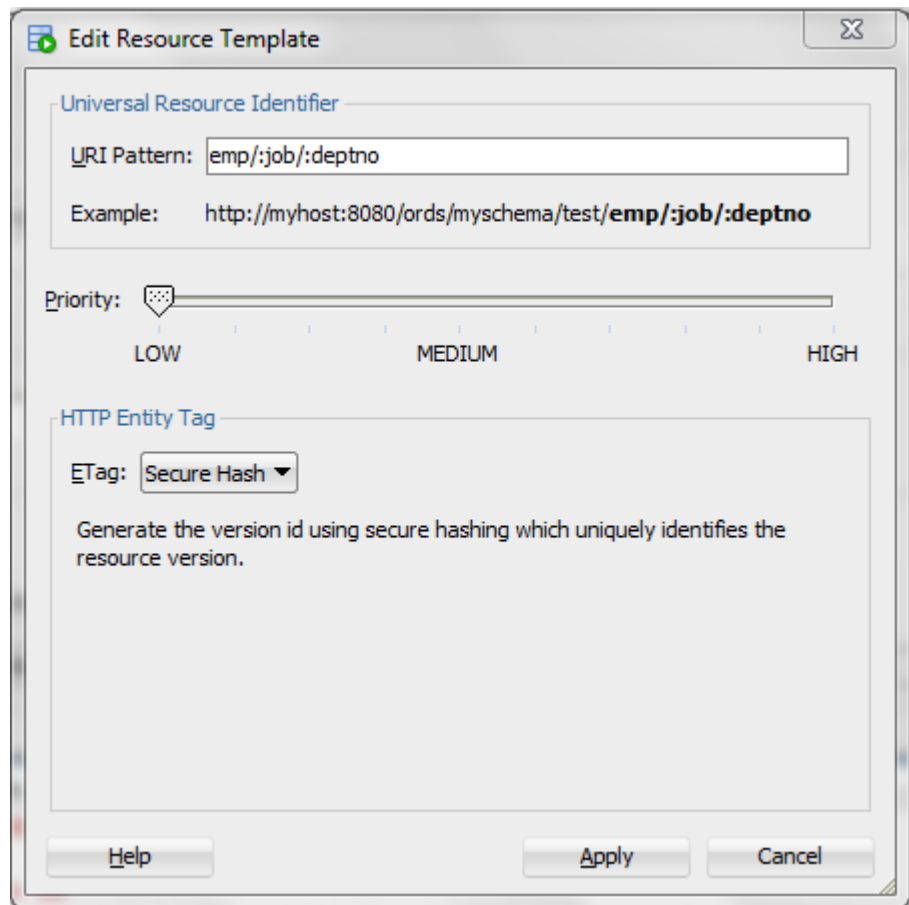 Edit Resource Template
Universal Resource Identifier
URI Pattern: emp/:job/:deptno
Example: http://myhost:8080/ords/myschema/test/emp/:job/:deptno
Priority:
LOW MEDIUM HIGH
HTTP Entity Tag
ETag: Secure Hash
Generate the version id using secure hashing which uniquely identifies the
resource version.
Help Apply Cancel